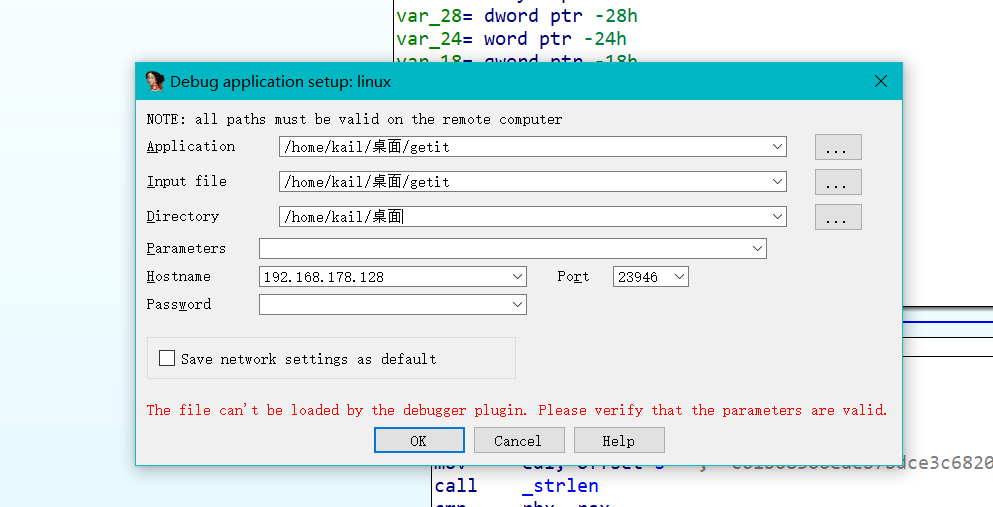 var_28= dword ptr -28h
var_24= word ptr -24h
var_18= qword ptr -18h
Debug application setup: linux
NOTE: all paths must be valid on the remote computer
Application /home/kail/桌面/getit ...
Input file /home/kail/桌面/getit ...
Directory /home/kail/桌面 ...
Parameters
Hostname 192.168.178.128 Port 23946
Password
Save network settings as default
The file can't be loaded by the debugger plugin. Please verify that the parameters are valid.
OK Cancel Help
mov edi, offset s ;
call _strlen
cmp rbx, rax